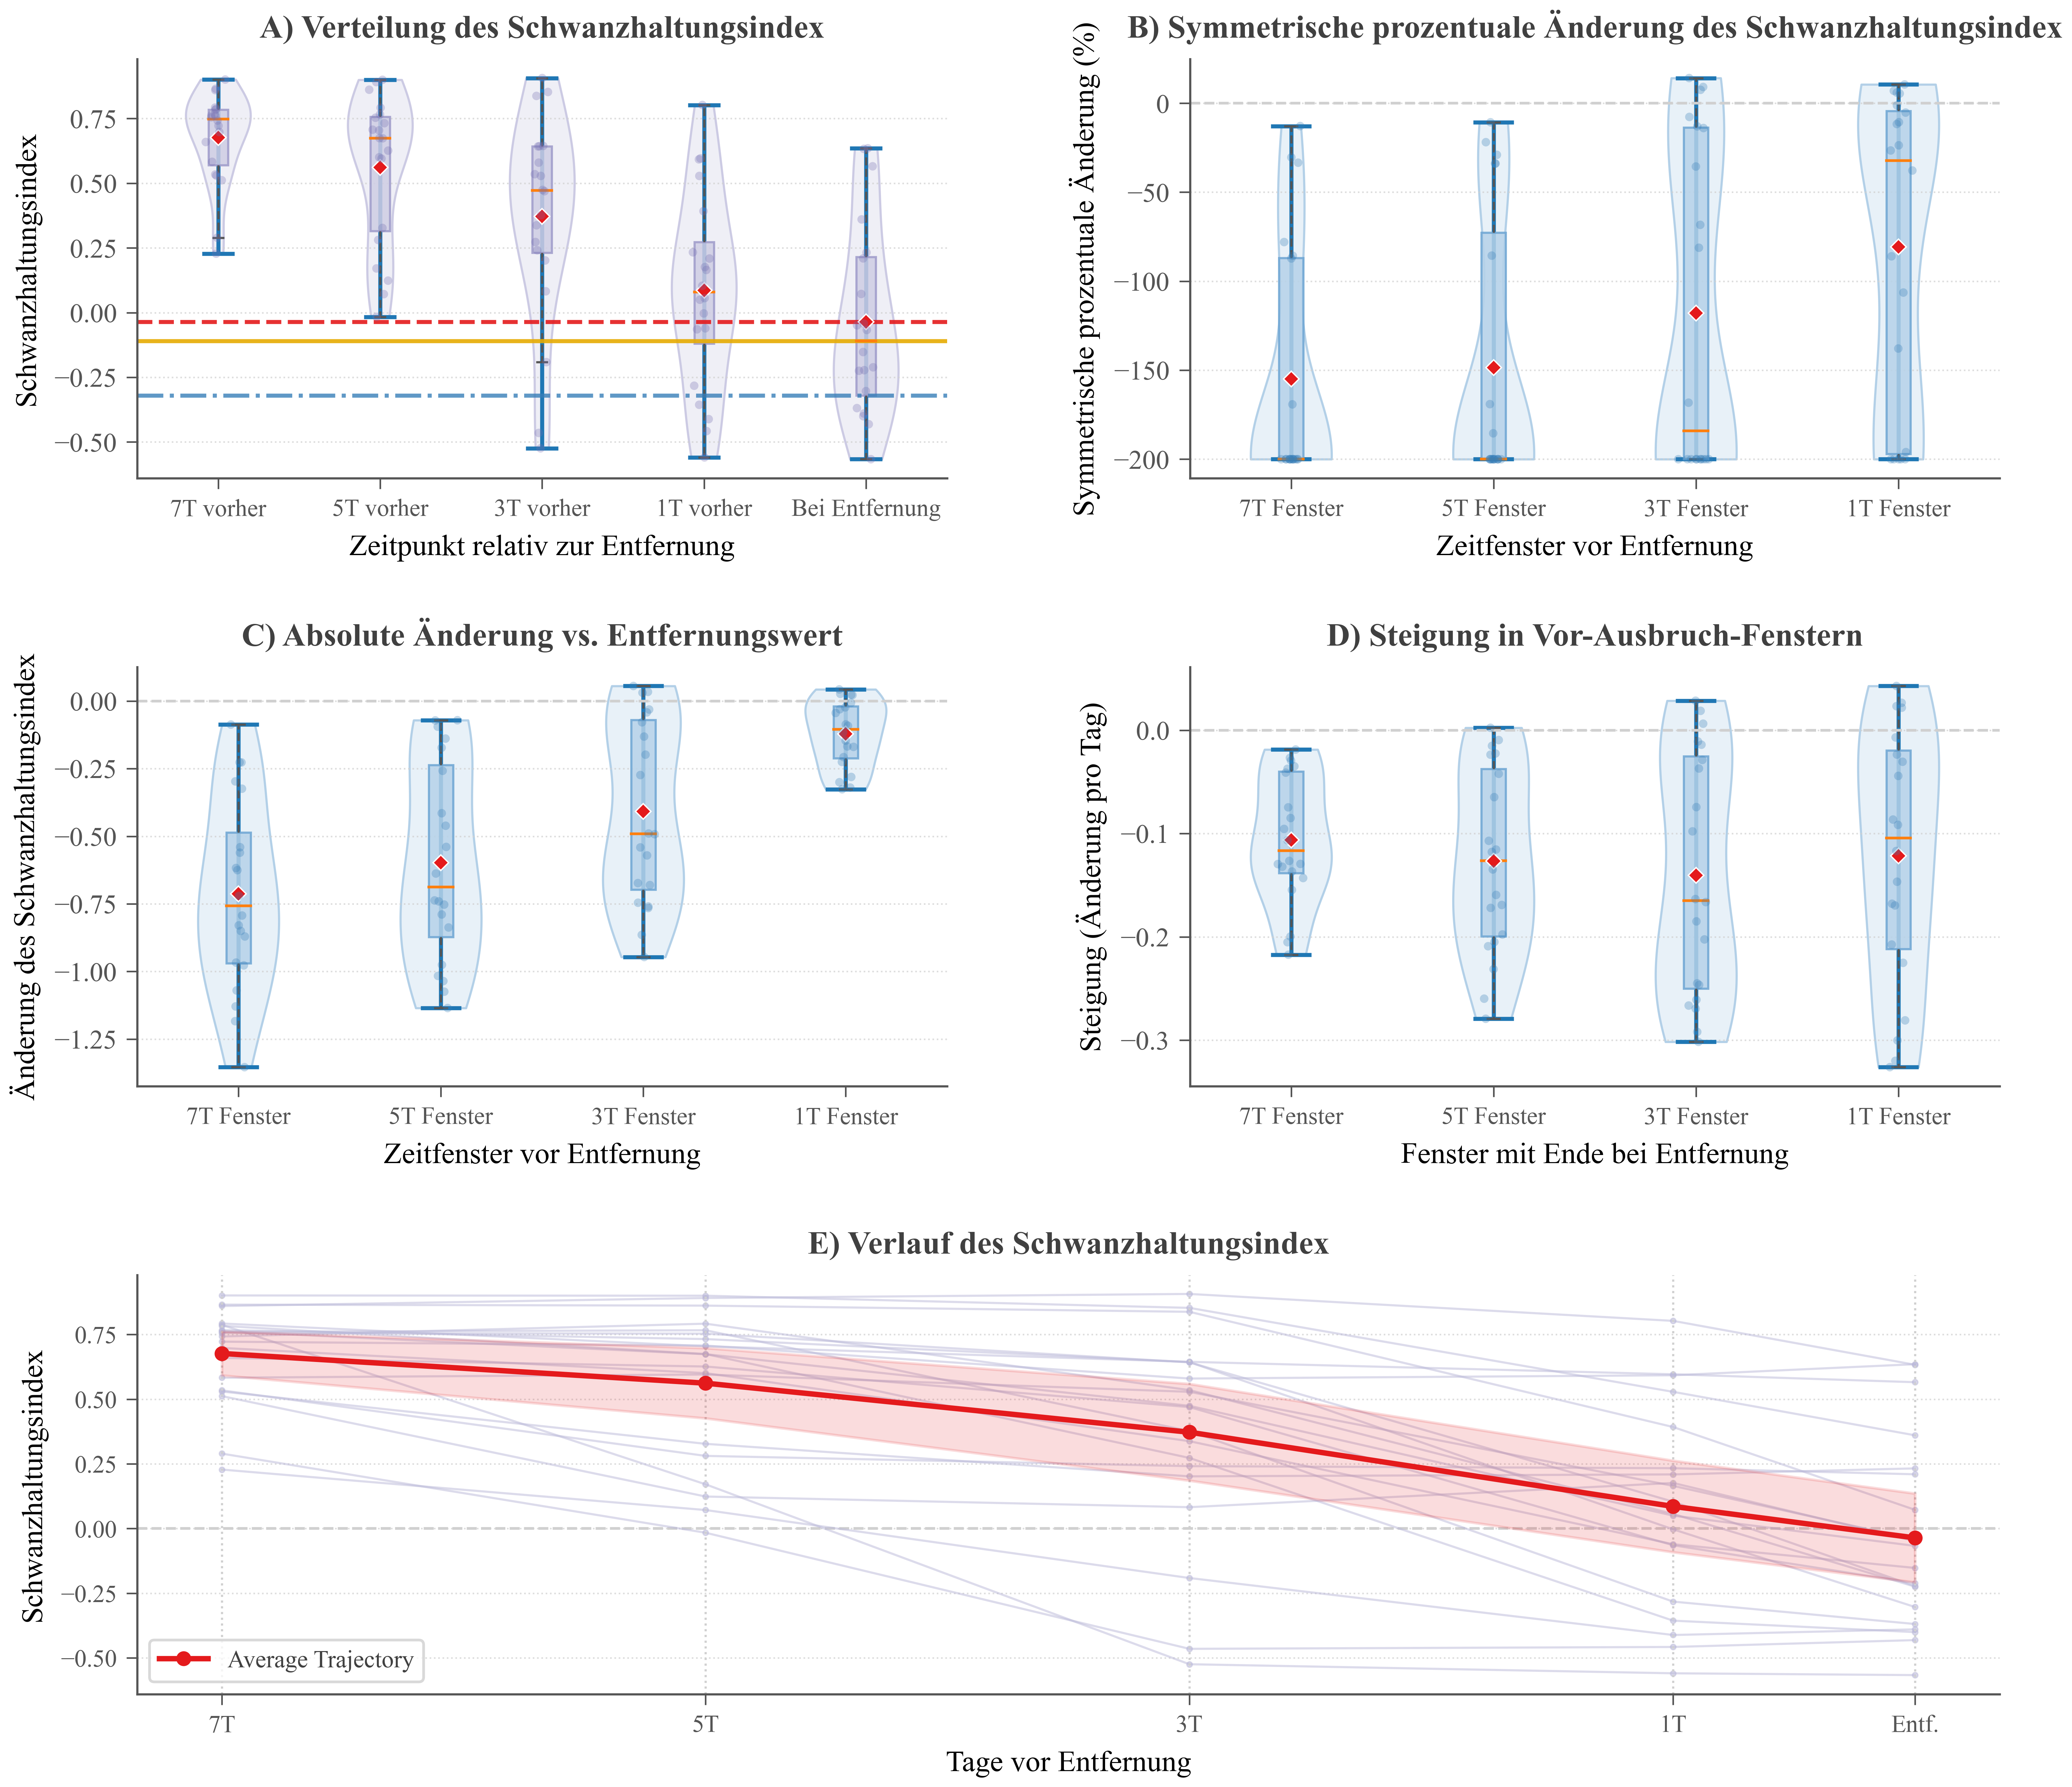 A) Verteilung des Schwanzhaltungsindex
Schwanzhaltungsindex
0.75
0.50
0.25
0.00
−0.25
−0.50
7T vorher
5T vorher
3T vorher
1T vorher
Bei Entfernung
Zeitpunkt relativ zur Entfernung
B) Symmetrische prozentuale Änderung des Schwanzhaltungsindex
Symmetrische prozentuale Änderung (%)
0
−50
−100
−150
−200
7T Fenster
5T Fenster
3T Fenster
1T Fenster
Zeitfenster vor Entfernung
C) Absolute Änderung vs. Entfernungswert
Änderung des Schwanzhaltungsindex
0.00
−0.25
−0.50
−0.75
−1.00
−1.25
7T Fenster
5T Fenster
3T Fenster
1T Fenster
Zeitfenster vor Entfernung
D) Steigung in Vor-Ausbruch-Fenstern
Steigung (Änderung pro Tag)
0.0
−0.1
−0.2
−0.3
7T Fenster
5T Fenster
3T Fenster
1T Fenster
Fenster mit Ende bei Entfernung
E) Verlauf des Schwanzhaltungsindex
Schwanzhaltungsindex
0.75
0.50
0.25
0.00
−0.25
−0.50
Average Trajectory
7T
5T
3T
1T
Entf.
Tage vor Entfernung